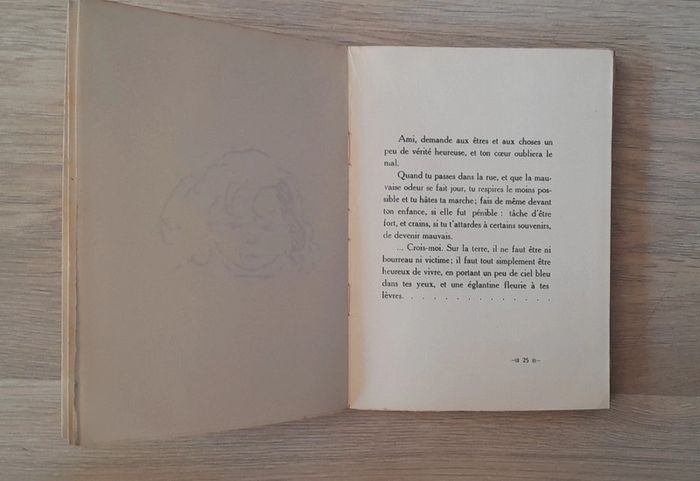 Ami, demande aux êtres et aux choses un
peu de vérité heureuse, et ton cœur oubliera le
mal.
Quand tu passes dans la rue, et que la mau-
vaise odeur se fait jour, tu respires le moins pos-
sible et tu hâtes ta marche ; fais de même devant
ton enfance, si elle fut pénible : tâche d'être
fort, et crains, si tu t'attardes à certains souvenirs,
de devenir mauvais.
... Crois-moi. Sur la terre, il ne faut être ni
bourreau ni victime ; il faut tout simplement être
heureux de vivre, en portant un peu de ciel bleu
dans tes yeux, et une églantine fleurie à tes
lèvres. . . . . . . . . . . . . .
25